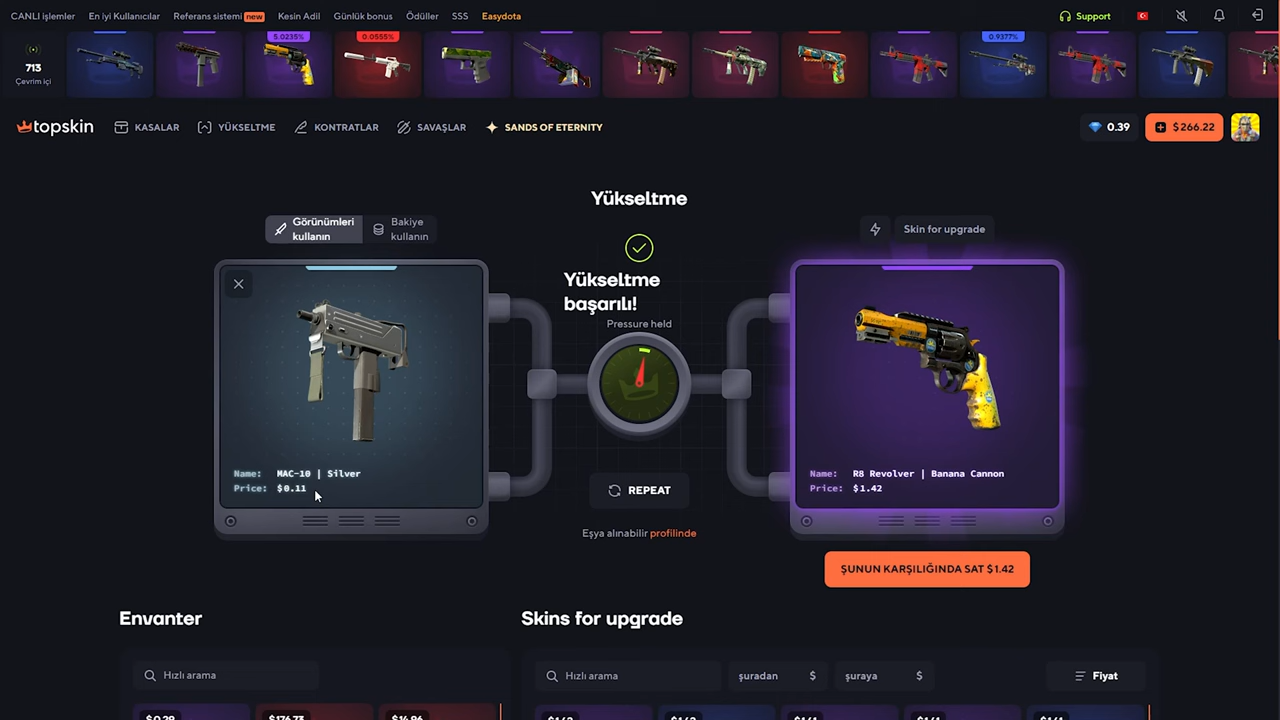 CANLI işlemler
En iyi Kullanıcılar
Referans sistemi new
Kesin Adil
Günlük bonus
Ödüller
SSS
Easydota
Support
713
Çevrim içi
5.0235%
0.0555%
0.9377%
topskin
KASALAR
YÜKSELTME
KONTRATLAR
SAVAŞLAR
SANDS OF ETERNITY
0.39
$266.22
Yükseltme
Görünümleri
kullanın
Bakiye
kullanın
Skin for upgrade
Yükseltme
başarılı!
Pressure held
Name: MAC-10 | Silver
Price: $0.11
REPEAT
Eşya alınabilir profilinde
Name: R8 Revolver | Banana Cannon
Price: $1.42
ŞUNUN KARŞILIĞINDA SAT $1.42
Envanter
Skins for upgrade
Hızlı arama
Hızlı arama
şuradan $
şuraya $
Fiyat